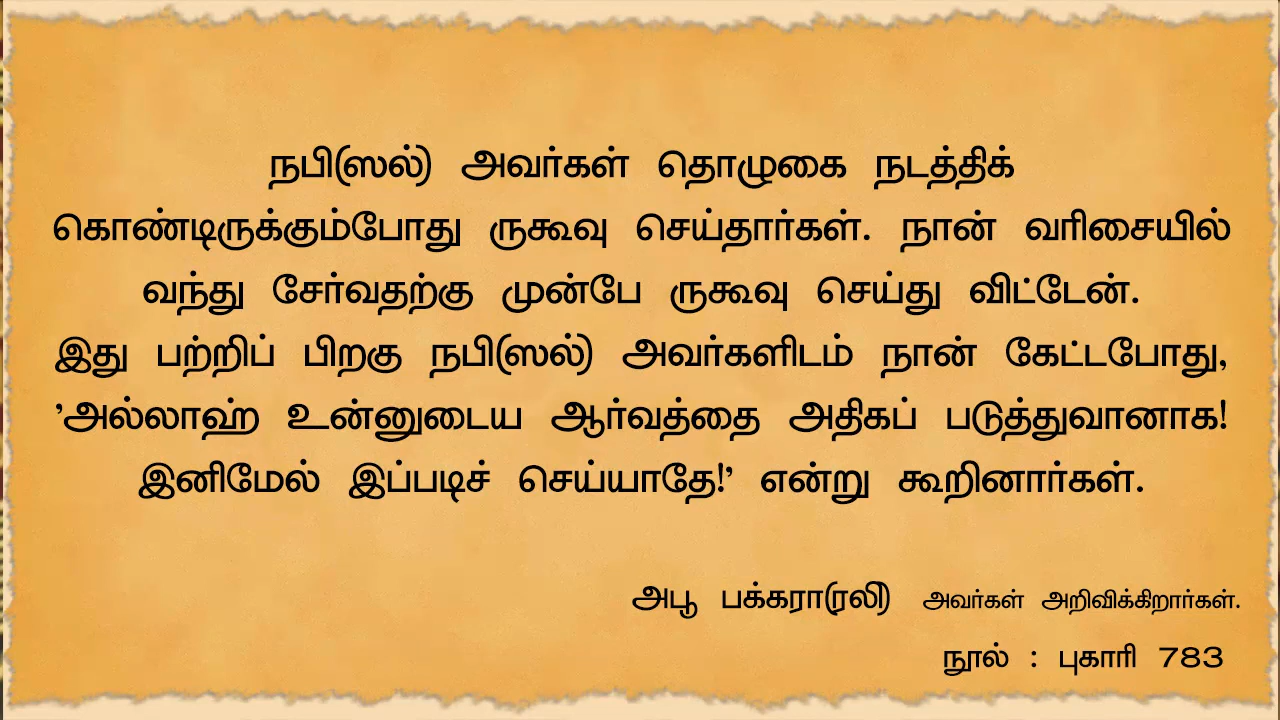 நபி(ஸல்) அவர்கள் தொழுகை நடத்திக்
கொண்டிருக்கும்போது ருகூவு செய்தார்கள். நான் வரிசையில்
வந்து சேர்வதற்கு முன்பே ருகூவு செய்து விட்டேன்.
இது பற்றிப் பிறகு நபி(ஸல்) அவர்களிடம் நான் கேட்டபோது,
’அல்லாஹ் உன்னுடைய ஆர்வத்தை அதிகப் படுத்துவானாக!
இனிமேல் இப்படிச் செய்யாதே!’ என்று கூறினார்கள்.
அபூ பக்கரா(ரலி) அவர்கள் அறிவிக்கிறார்கள்.
நூல் : புகாரி 783